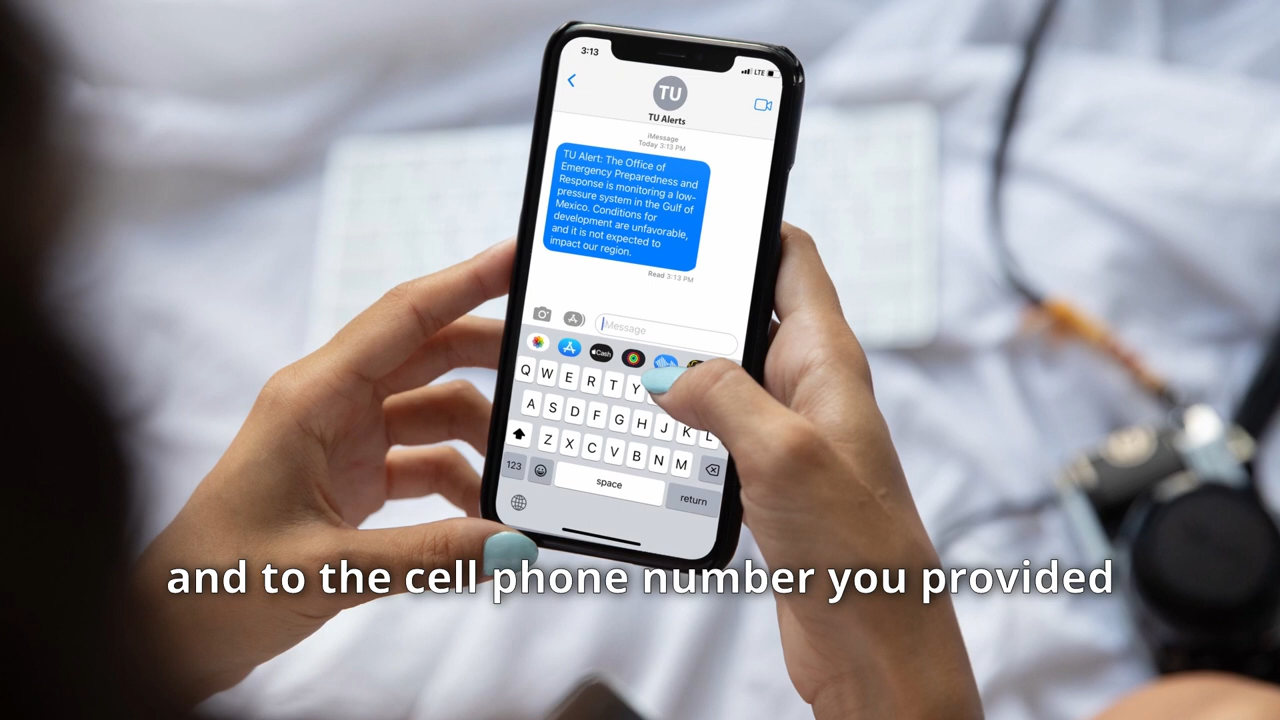 3:13
LTE
TU
TU Alerts
iMessage
Today 3:13 PM
TU Alert: The Office of
Emergency Preparedness and
Response is monitoring a low-
pressure system in the Gulf of
Mexico. Conditions for
development are unfavorable,
and it is not expected to
impact our region.
Read 3:13 PM
iMessage
Cash
Q W E R T Y
A S D F G H J K L
Z X C V B N M
123
space
return
and to the cell phone number you provided